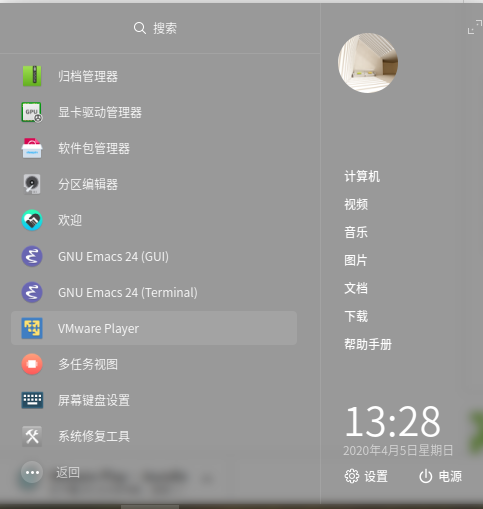 搜索
归档管理器
GPU
显卡驱动管理器
软件包管理器
分区编辑器
欢迎
GNU Emacs 24 (GUI)
GNU Emacs 24 (Terminal)
VMware Player
多任务视图
屏幕键盘设置
系统修复工具
返回
计算机
视频
音乐
图片
文档
下载
帮助手册
13:28
2020年4月5日星期日
设置
电源